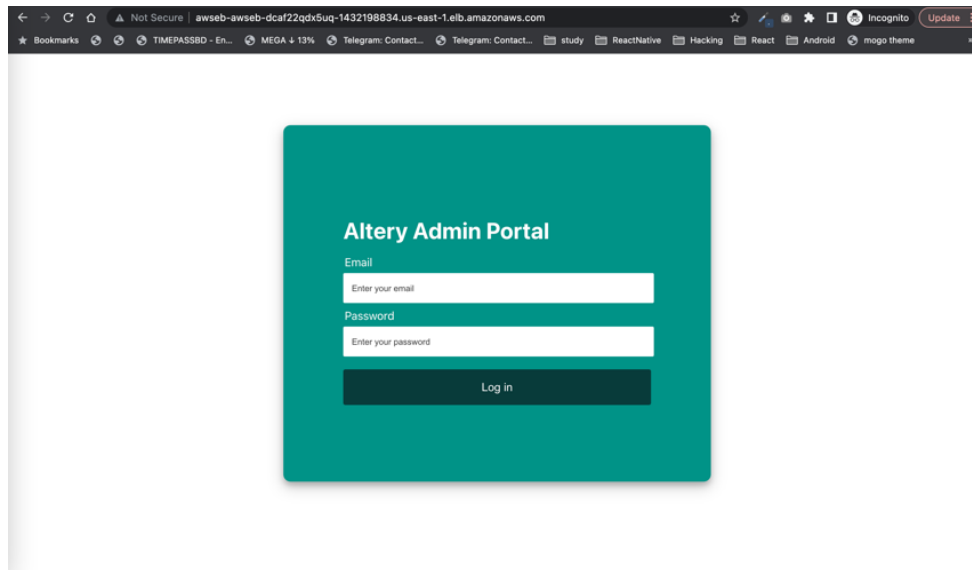 Not Secure | awseb-awseb-dcaf22qdx5uq-1432198834.us-east-1.elb.amazonaws.com Incognito Update
Bookmarks TIMEPASSBD - En... MEGA ↓ 13% Telegram: Contact... Telegram: Contact... study ReactNative Hacking React Android mogo theme »
Altery Admin Portal
Email
Enter your email
Password
Enter your password
Log in